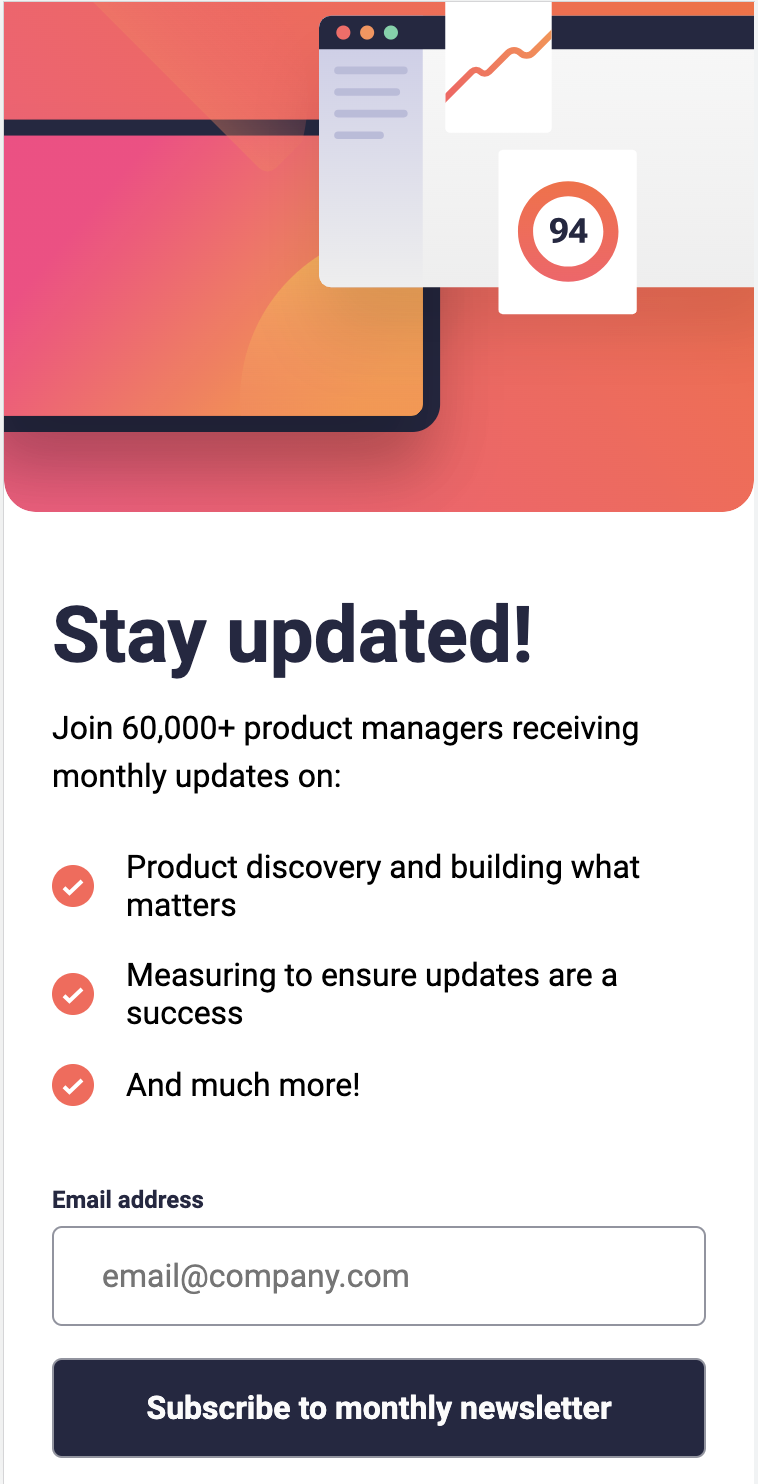 94
Stay updated!
Join 60,000+ product managers receiving
monthly updates on:
Product discovery and building what
matters
Measuring to ensure updates are a
success
And much more!
Email address
email@company.com
Subscribe to monthly newsletter